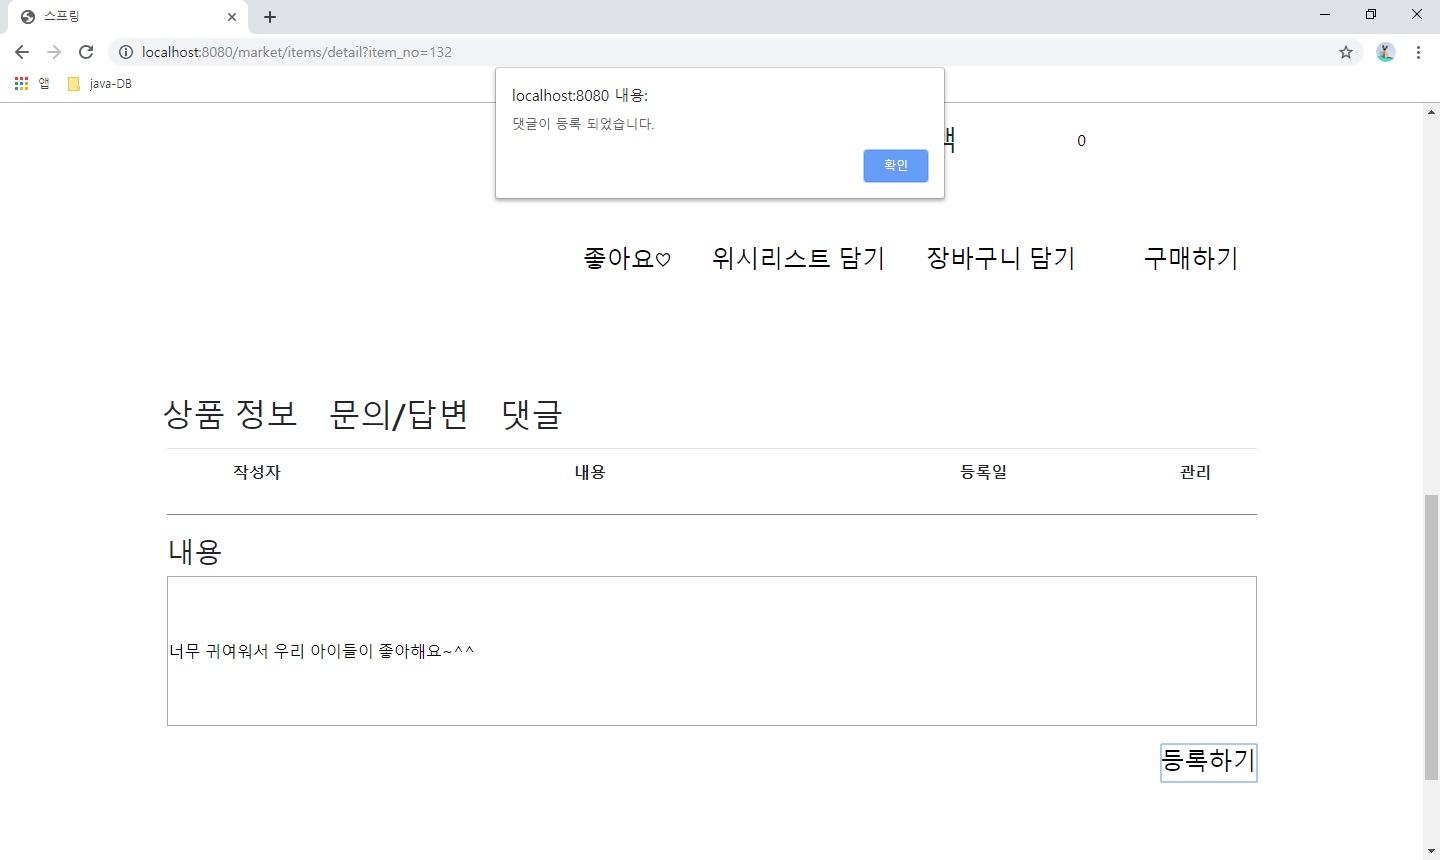 스프링
localhost:8080/market/items/detail?item_no=132
앱 java-DB
localhost:8080 내용:
댓글이 등록 되었습니다.
확인
0
좋아요♡ 위시리스트 담기 장바구니 담기 구매하기
상품 정보 문의/답변 댓글
작성자 내용 등록일 관리
내용
너무 귀여워서 우리 아이들이 좋아해요~^^
등록하기